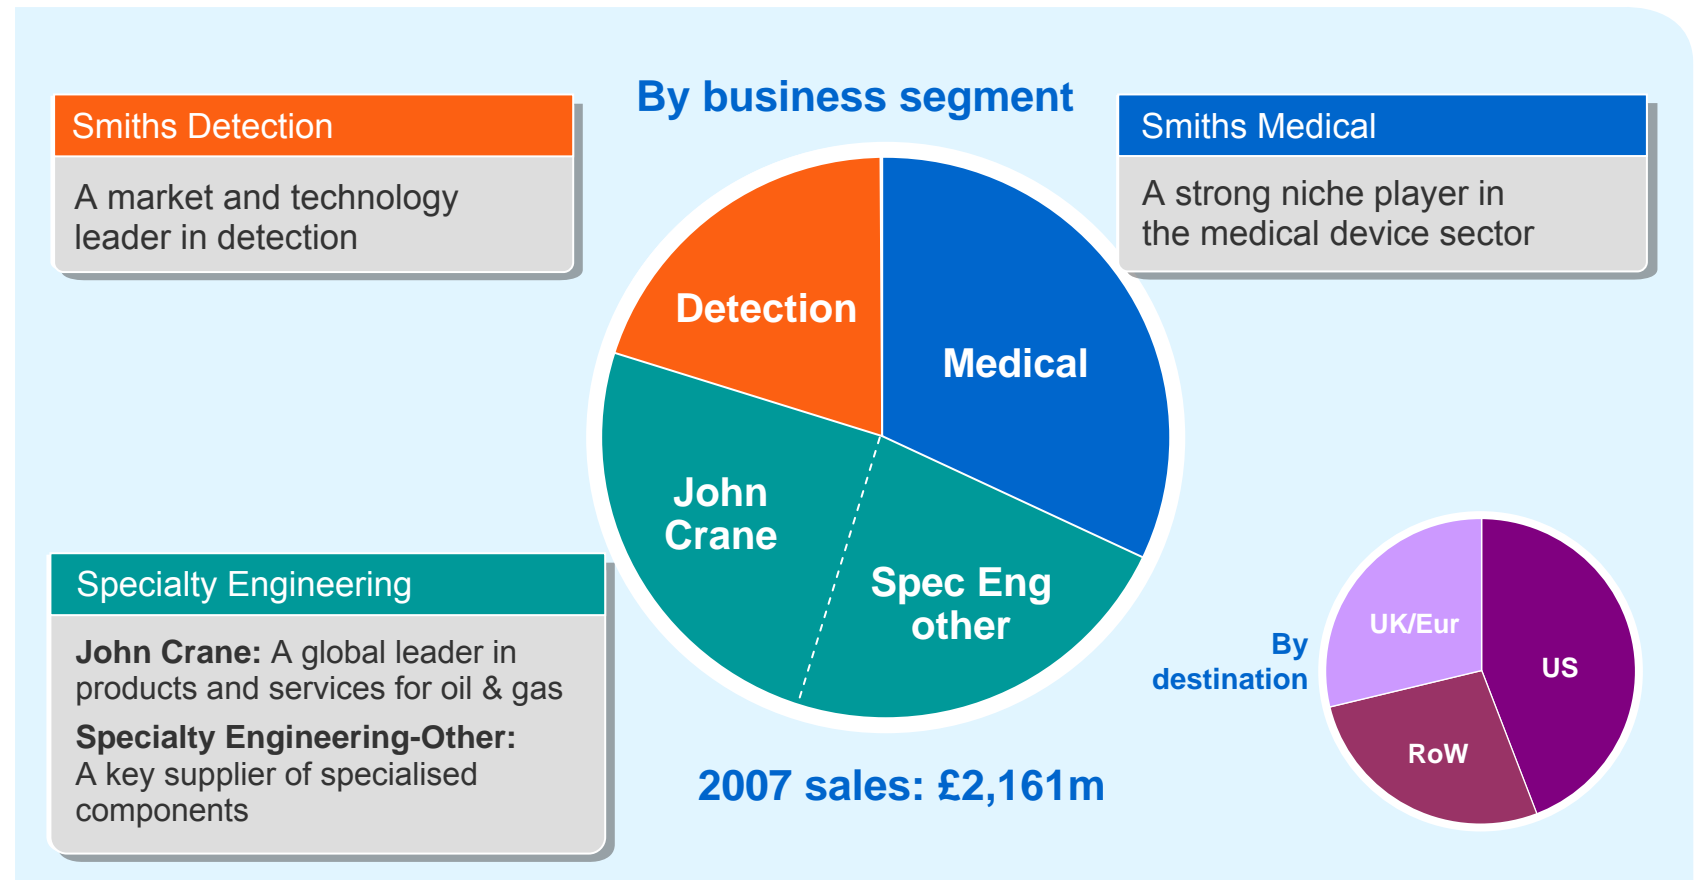 By business segment
Smiths Detection
A market and technology
leader in detection
Smiths Medical
A strong niche player in
the medical device sector
Detection
Medical
John
Crane
Spec Eng
other
Specialty Engineering
John Crane: A global leader in
products and services for oil & gas
Specialty Engineering-Other:
A key supplier of specialised
components
2007 sales: £2,161m
By
destination
UK/Eur
US
RoW